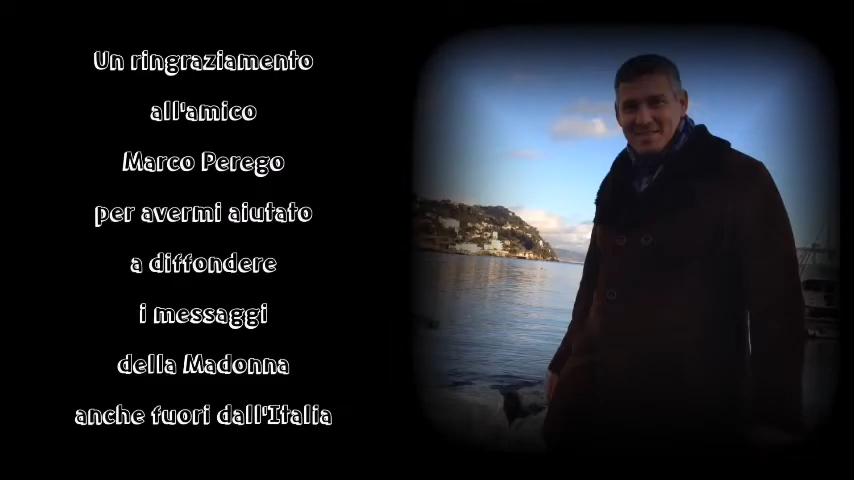 Un ringraziamento
all'amico
Marco Perego
per avermi aiutato
a diffondere
i messaggi
della Madonna
anche fuori dall'Italia